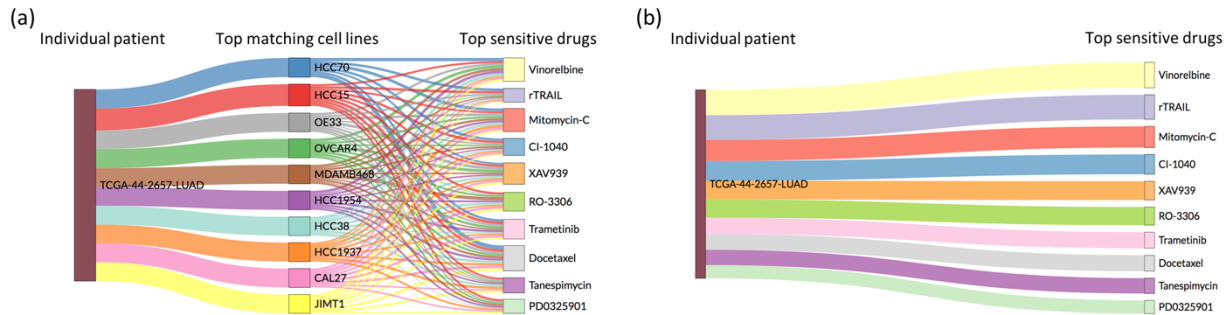 (a)
Individual patient
Top matching cell lines
Top sensitive drugs
TCGA-44-2657-LUAD
HCC70
HCC15
OE33
OVCAR4
MDAMB468
HCC1954
HCC38
HCC1937
CAL27
JIMT1
Vinorelbine
rTRAIL
Mitomycin-C
CI-1040
XAV939
RO-3306
Trametinib
Docetaxel
Tanespimycin
PD0325901
(b)
Individual patient
Top sensitive drugs
TCGA-44-2657-LUAD
Vinorelbine
rTRAIL
Mitomycin-C
CI-1040
XAV939
RO-3306
Trametinib
Docetaxel
Tanespimycin
PD0325901